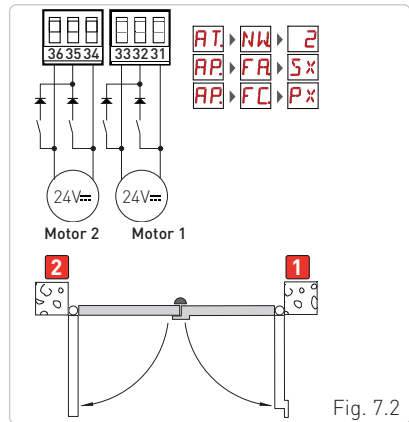 36 35 34 33 32 31
AT. NW. 2
AP. FA. Sx
AP. FC. Px
24V 24V
Motor 2 Motor 1
2 1
Fig. 7.2